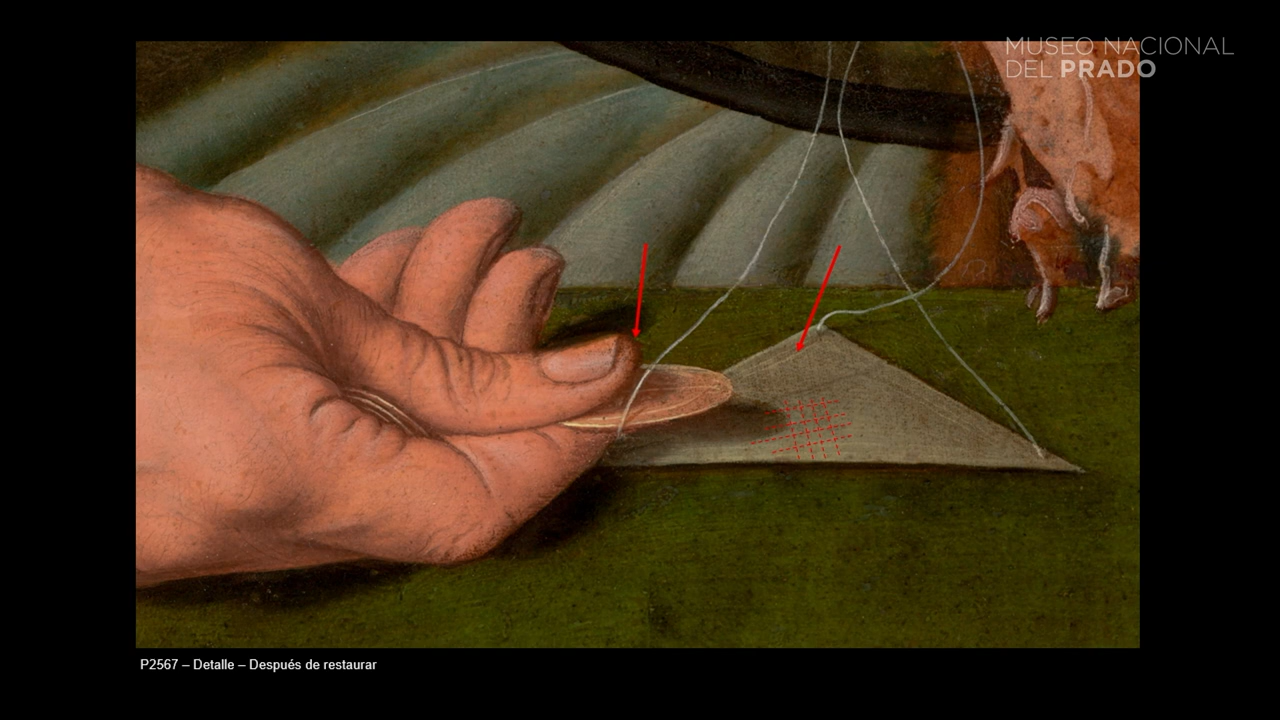 MUSEO NACIONAL
DEL PRADO
P2567 – Detalle – Después de restaurar